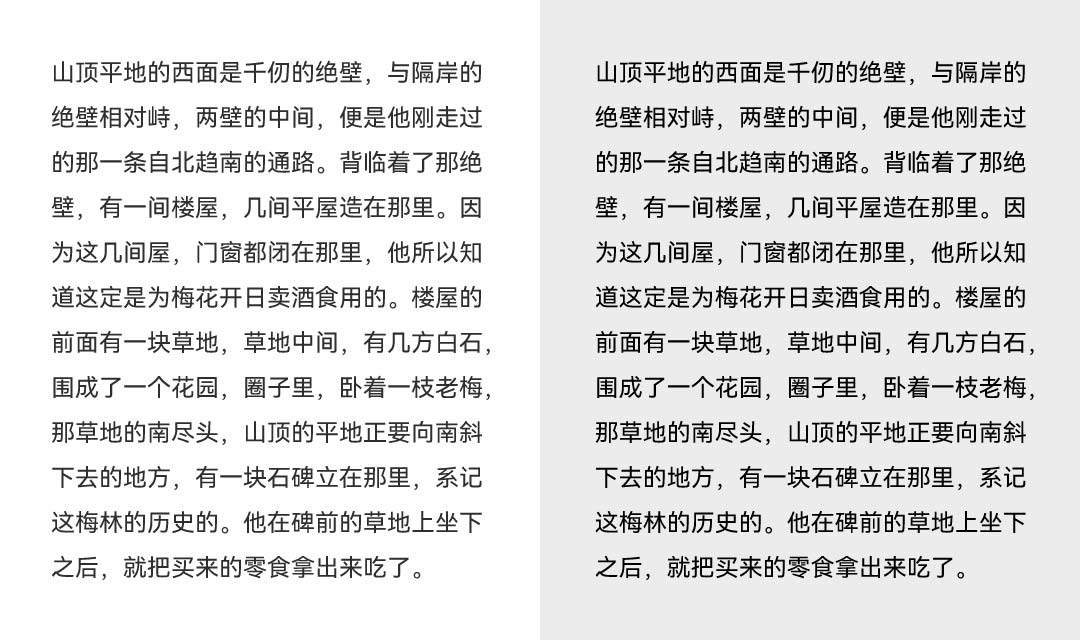 山顶平地的西面是千仞的绝壁，与隔岸的
绝壁相对峙，两壁的中间，便是他刚走过
的那一条自北趋南的通路。背临着了那绝
壁，有一间楼屋，几间平屋造在那里。因
为这几间屋，门窗都闭在那里，他所以知
道这定是为梅花开日卖酒食用的。楼屋的
前面有一块草地，草地中间，有几方白石，
围成了一个花园，圈子里，卧着一枝老梅，
那草地的南尽头，山顶的平地正要向南斜
下去的地方，有一块石碑立在那里，系记
这梅林的历史的。他在碑前的草地上坐下
之后，就把买来的零食拿出来吃了。
山顶平地的西面是千仞的绝壁，与隔岸的
绝壁相对峙，两壁的中间，便是他刚走过
的那一条自北趋南的通路。背临着了那绝
壁，有一间楼屋，几间平屋造在那里。因
为这几间屋，门窗都闭在那里，他所以知
道这定是为梅花开日卖酒食用的。楼屋的
前面有一块草地，草地中间，有几方白石，
围成了一个花园，圈子里，卧着一枝老梅，
那草地的南尽头，山顶的平地正要向南斜
下去的地方，有一块石碑立在那里，系记
这梅林的历史的。他在碑前的草地上坐下
之后，就把买来的零食拿出来吃了。